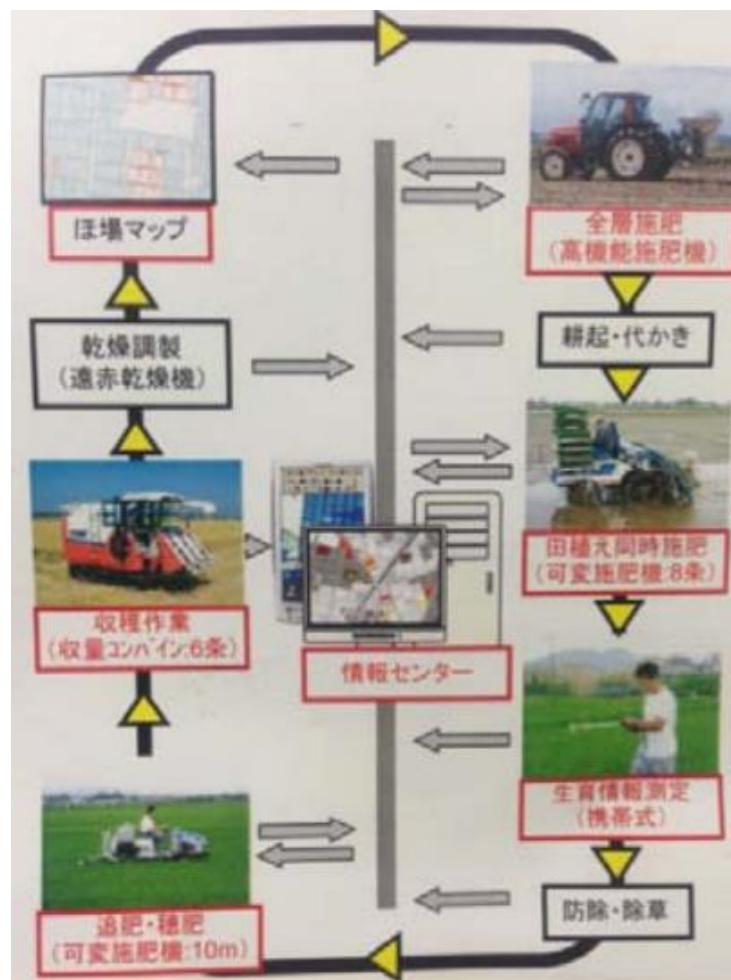 ほ場マップ
全層施肥
(高機能施肥機)
乾燥調製
(遠赤乾燥機)
耕起・代かき
田植え同時施肥
(可変施肥機:8条)
収穫作業
(収量コンバイン:6条)
情報センター
生育情報測定
(携帯式)
追肥・穂肥
(可変施肥機:10m)
防除・除草